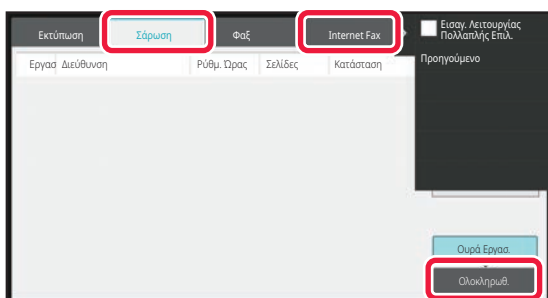 Εκτύπωση Σάρωση Φαξ Internet Fax
Εισαγ. Λειτουργίας
Πολλαπλής Επιλ.
Προηγούμενο
Εργασ Διεύθυνση Ρύθμ. Ώρας Σελίδες Κατάσταση
Ουρά Εργασ.
Ολοκληρωθ.